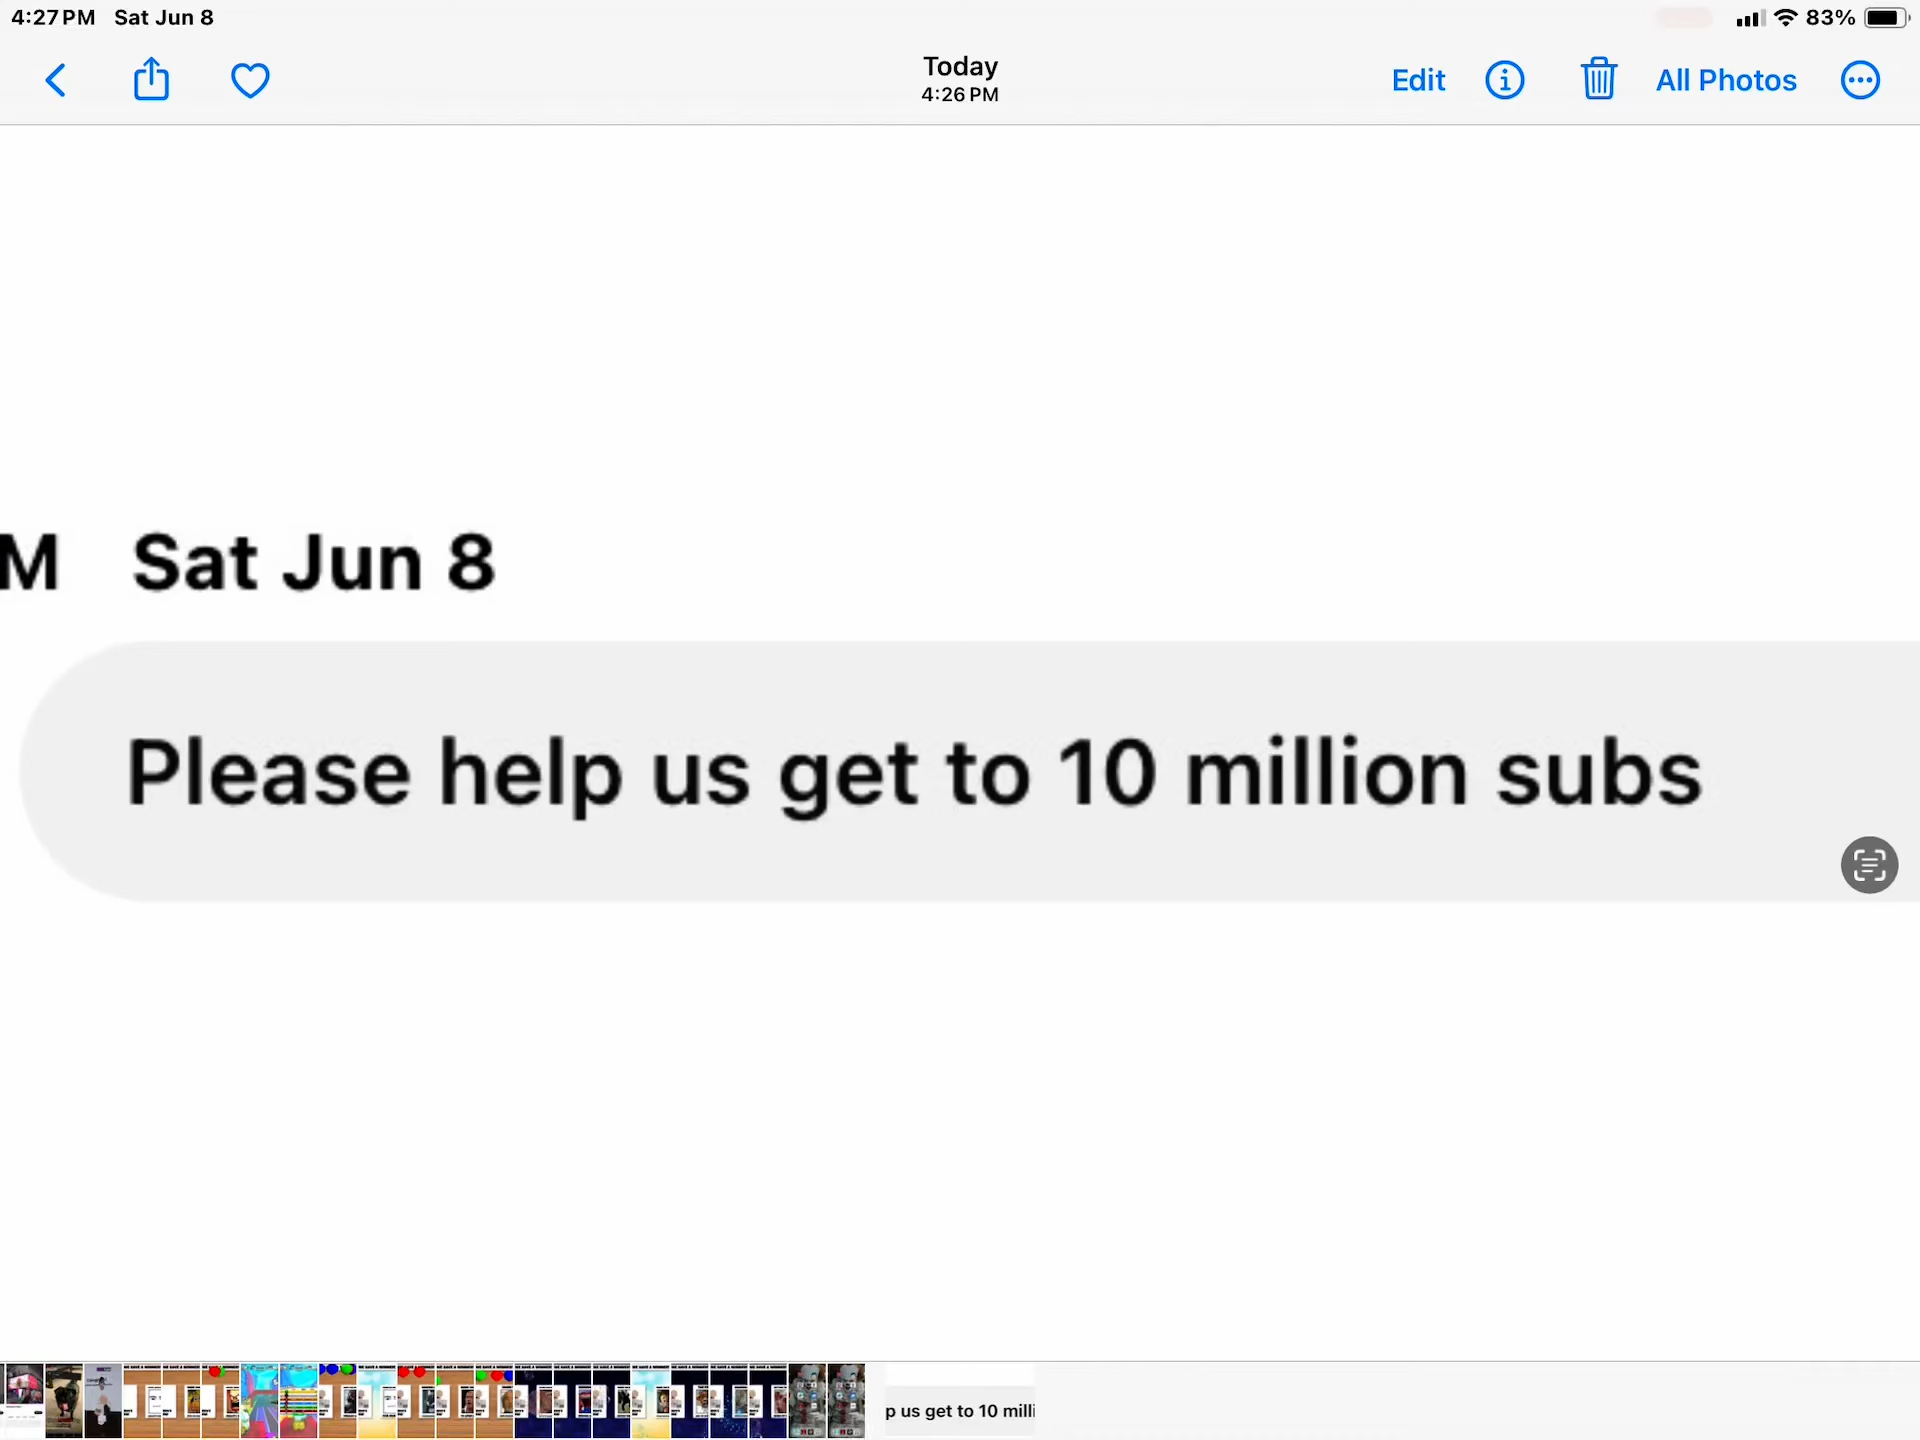 4:27 PM Sat Jun 8
83%
Today
4:26 PM
Edit
All Photos
M Sat Jun 8
Please help us get to 10 million subs
p us get to 10 milli